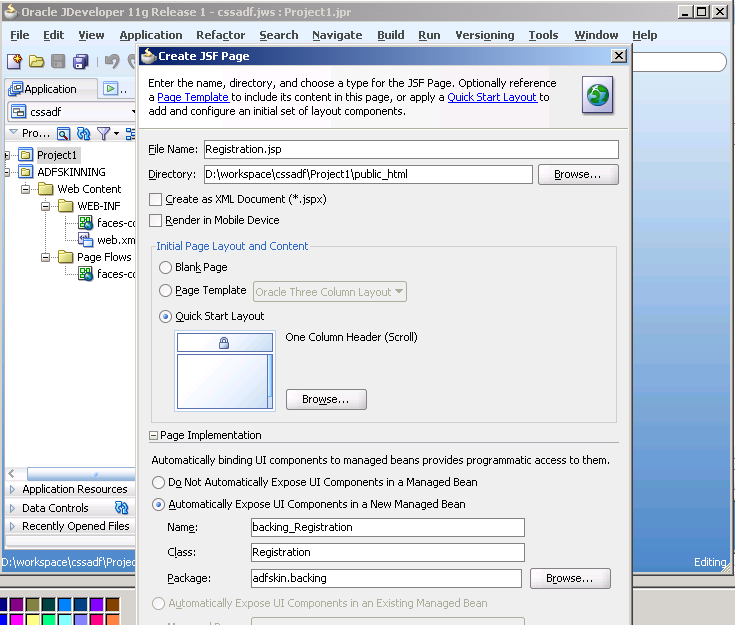 Oracle JDeveloper 11g Release 1 - cssadf.jws : Project1.jpr
File Edit View Application Refactor Search Navigate Build Run Versioning Tools Window Help
Create JSF Page
Enter the name, directory, and choose a type for the JSF Page. Optionally reference
a Page Template to include its content in this page, or apply a Quick Start Layout to
add and configure an initial set of layout components.
Application
cssadf
Pro...
Project1
ADFSKINNING
Web Content
WEB-INF
faces-co
web.xm
Page Flows
faces-co
File Name: Registration.jsp
Directory: D:\workspace\cssadf\Project1\public_html Browse...
Create as XML Document (*.jspx)
Render in Mobile Device
Initial Page Layout and Content
Blank Page
Page Template Oracle Three Column Layout
Quick Start Layout
One Column Header (Scroll)
Browse...
Page Implementation
Automatically binding UI components to managed beans provides programmatic access to them.
Do Not Automatically Expose UI Components in a Managed Bean
Automatically Expose UI Components in a New Managed Bean
Name: backing_Registration
Class: Registration
Package: adfskin.backing Browse...
Automatically Expose UI Components in an Existing Managed Bean
Application Resources
Data Controls
Recently Opened Files
D:\workspace\cssadf\Projec
Editing